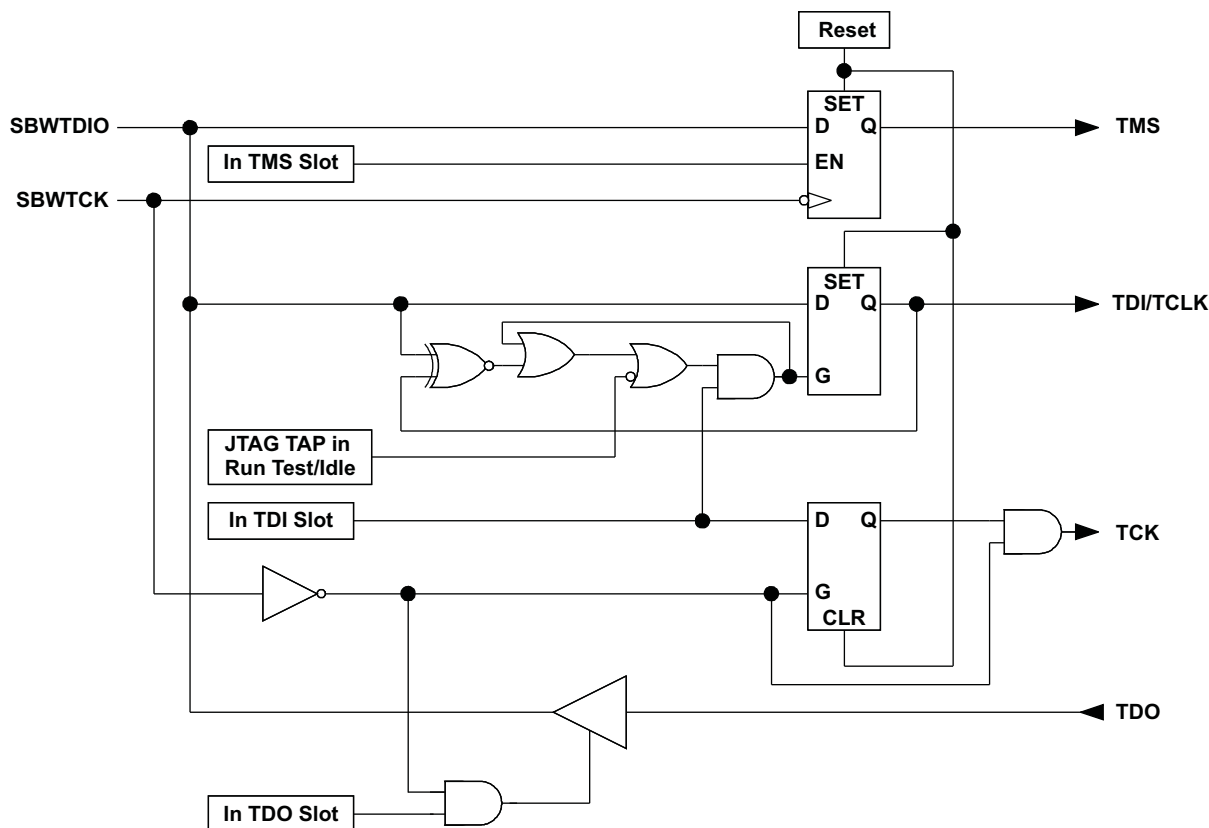 Reset
SET
SBWTDIO
D
Q
TMS
In TMS Slot
EN
SBWTCK
SET
D
Q
TDI/TCLK
G
JTAG TAP in
Run Test/Idle
In TDI Slot
D
Q
TCK
G
CLR
TDO
In TDO Slot